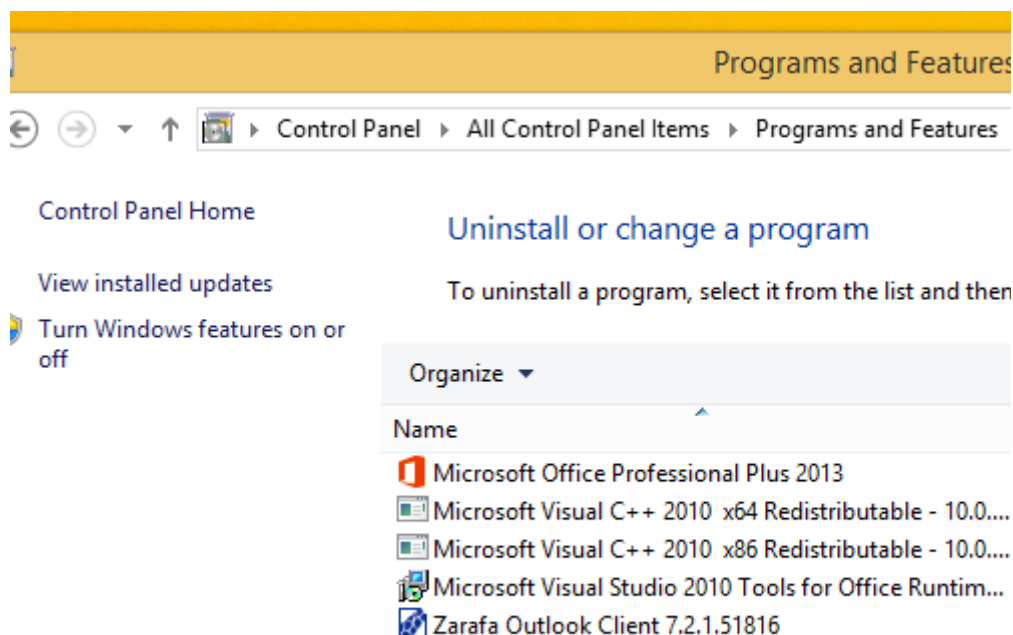 Programs and Features
Control Panel ▸ All Control Panel Items ▸ Programs and Features
Control Panel Home
Uninstall or change a program
View installed updates
To uninstall a program, select it from the list and then
Turn Windows features on or
off
Organize
Name
Microsoft Office Professional Plus 2013
Microsoft Visual C++ 2010  x64 Redistributable - 10.0....
Microsoft Visual C++ 2010  x86 Redistributable - 10.0....
Microsoft Visual Studio 2010 Tools for Office Runtim...
Zarafa Outlook Client 7.2.1.51816